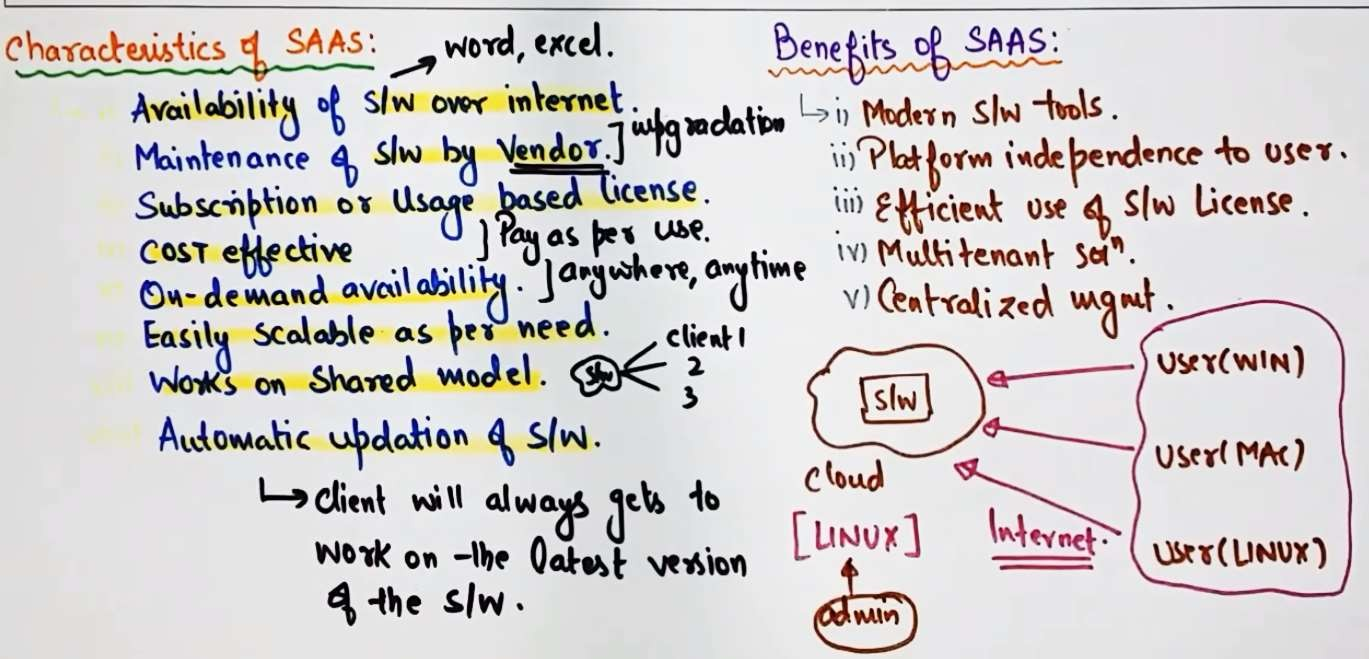 Characteristics of SAAS:
word, excel.
Availability of S/W over internet.
Maintenance of S/W by Vendor.
upgradation
Subscription or Usage based license.
COST effective
Pay as per use.
On-demand availability.
anywhere, anytime
Easily scalable as per need.
Works on Shared model.
S/W
client 1
2
3
Automatic updation of S/W.
Client will always gets to
work on the latest version
of the S/W.
Benefits of SAAS:
i) Modern S/W tools.
ii) Platform independence to user.
iii) Efficient use of S/W License.
iv) Multitenant solⁿ.
v) Centralized mgmt.
S/W
cloud
[LINUX]
admin
Internet.
User(WIN)
User(MAC)
User(LINUX)